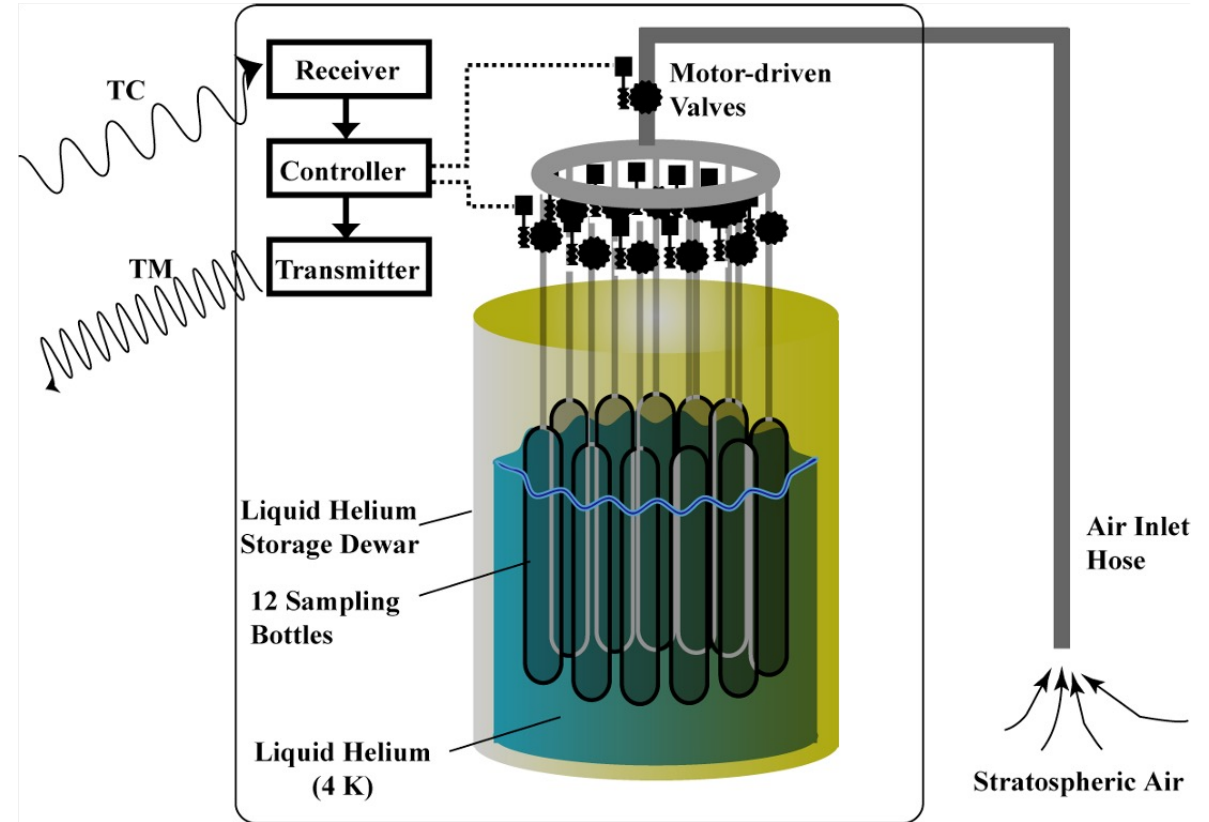 TC
Receiver
Controller
Transmitter
TM
Motor-driven
Valves
Liquid Helium
Storage Dewar
12 Sampling
Bottles
Liquid Helium
(4 K)
Air Inlet
Hose
Stratospheric Air